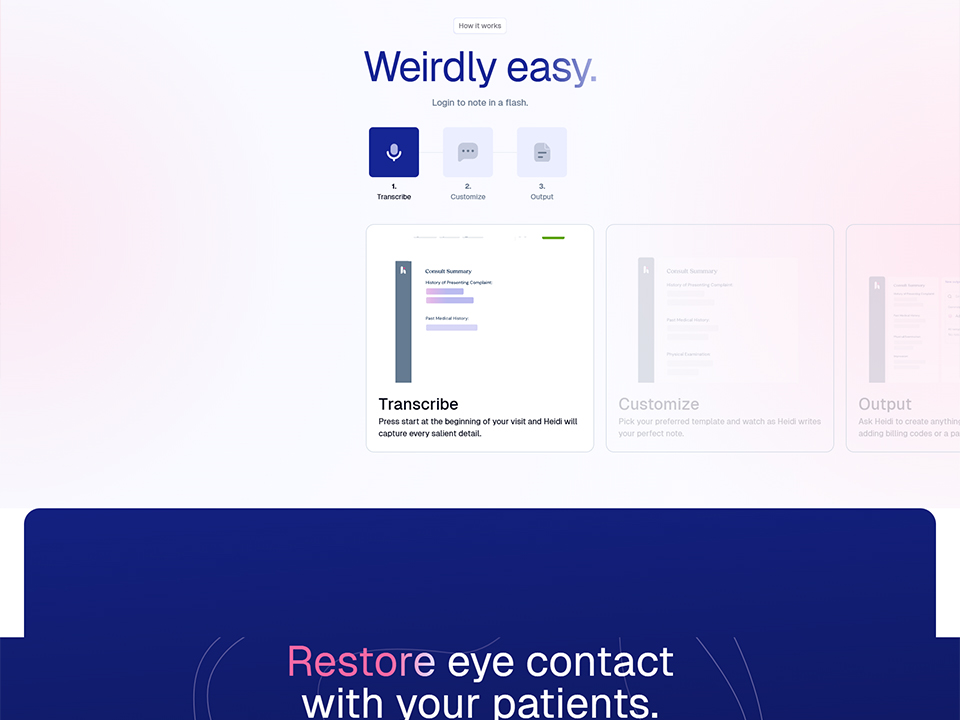 How it works
Weirdly easy.
Login to note in a flash.
1.
Transcribe
2.
Customize
3.
Output
h
Consult Summary
History of Presenting Complaint:
Past Medical History:
Transcribe
Press start at the beginning of your visit and Heidi will
capture every salient detail.
h
Consult Summary
History of Presenting Complaint:
Past Medical History:
Physical Examination:
Customize
Pick your preferred template and watch as Heidi writes
your perfect note.
h
Consult Summary
Output
Ask Heidi to create anything
adding billing codes or a pa
Restore eye contact
with your patients.